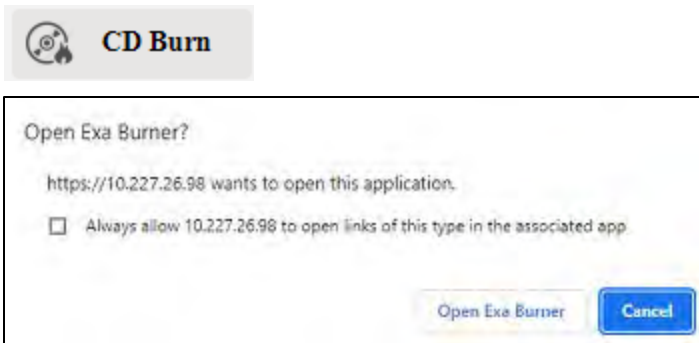 CD Burn
Open Exa Burner?
https://10.227.26.98 wants to open this application.
Always allow 10.227.26.98 to open links of this type in the associated app
Open Exa Burner
Cancel